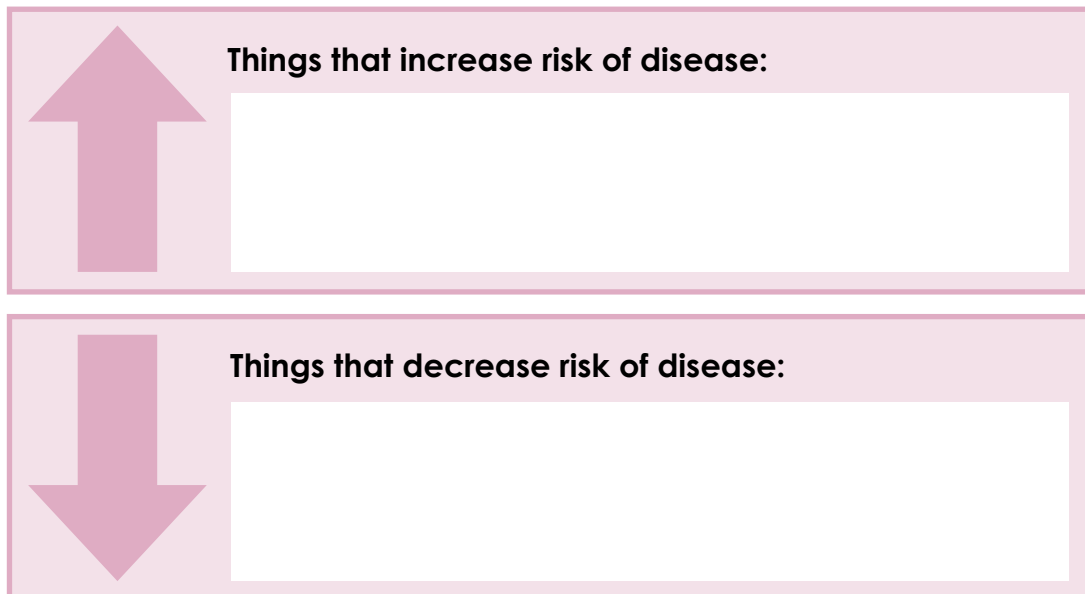 Things that increase risk of disease:
Things that decrease risk of disease: